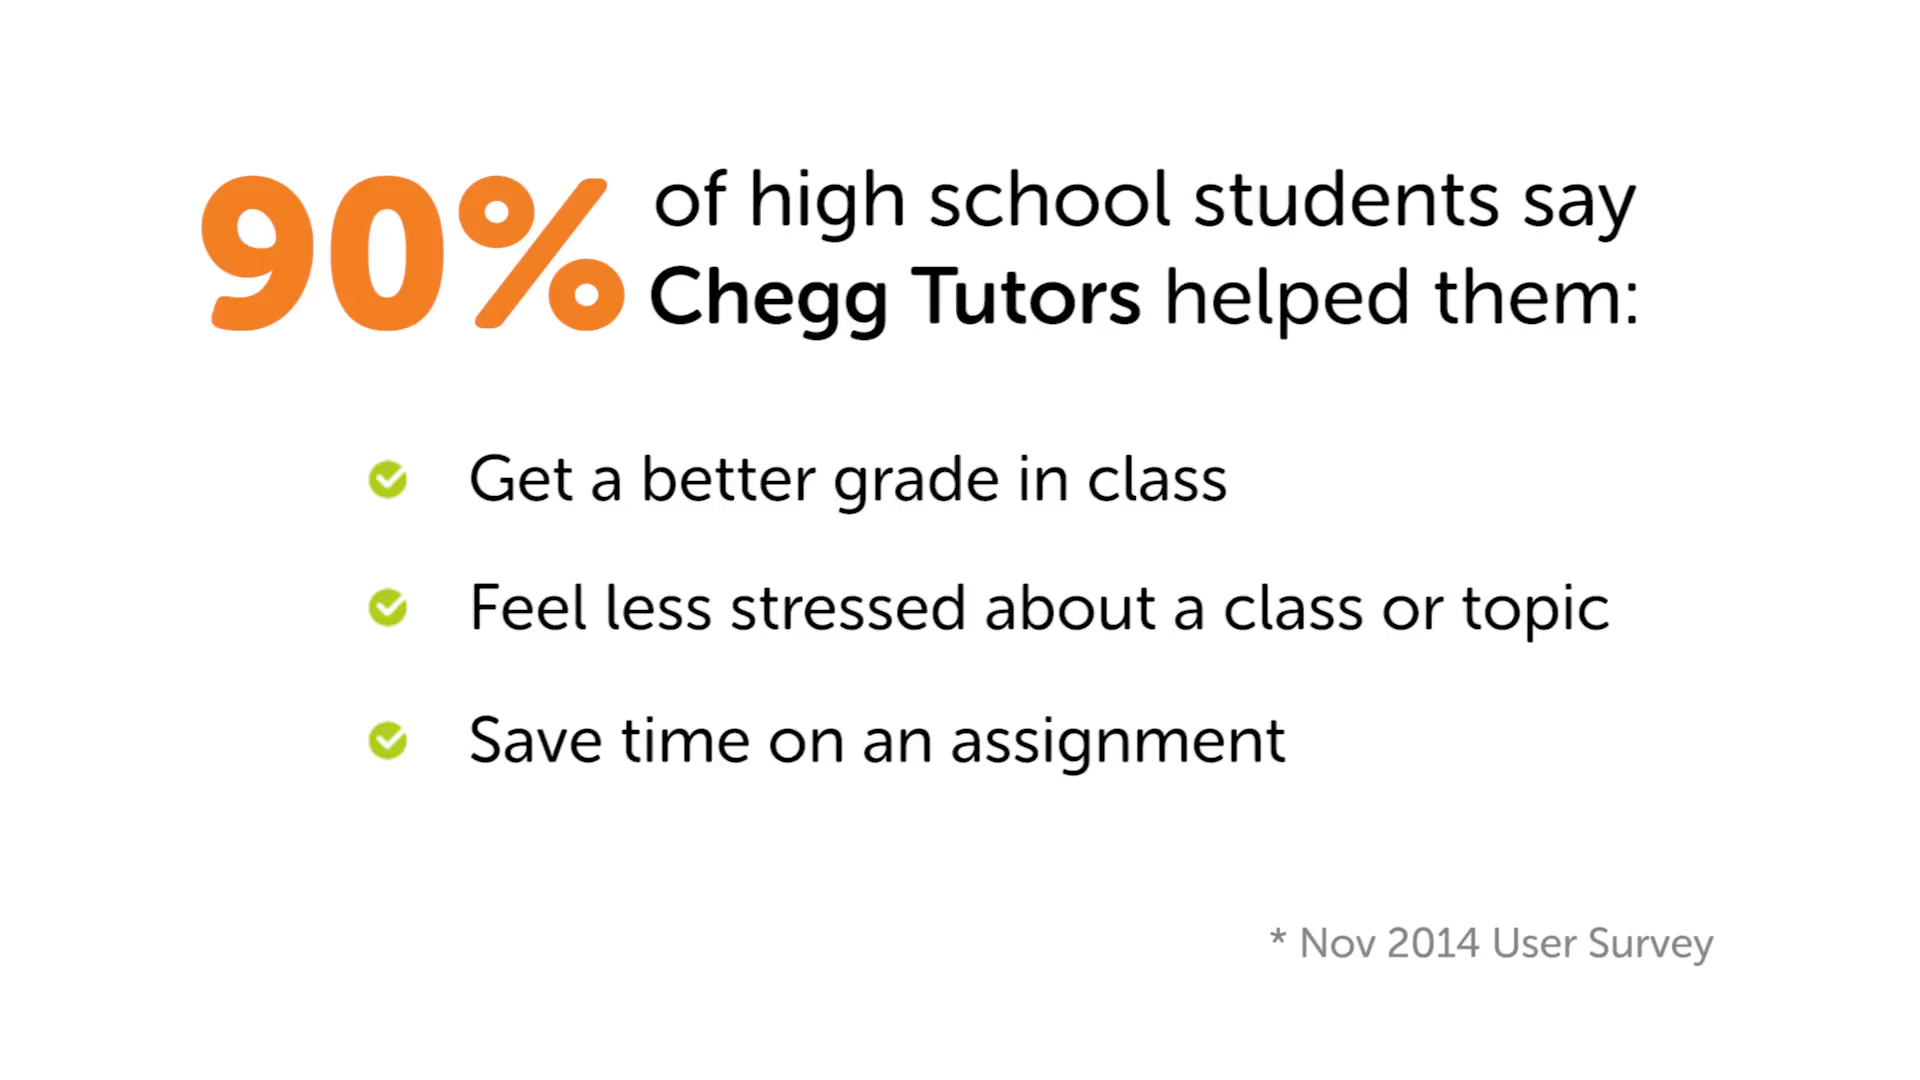 90% of high school students say
Chegg Tutors helped them:
Get a better grade in class
Feel less stressed about a class or topic
Save time on an assignment
* Nov 2014 User Survey